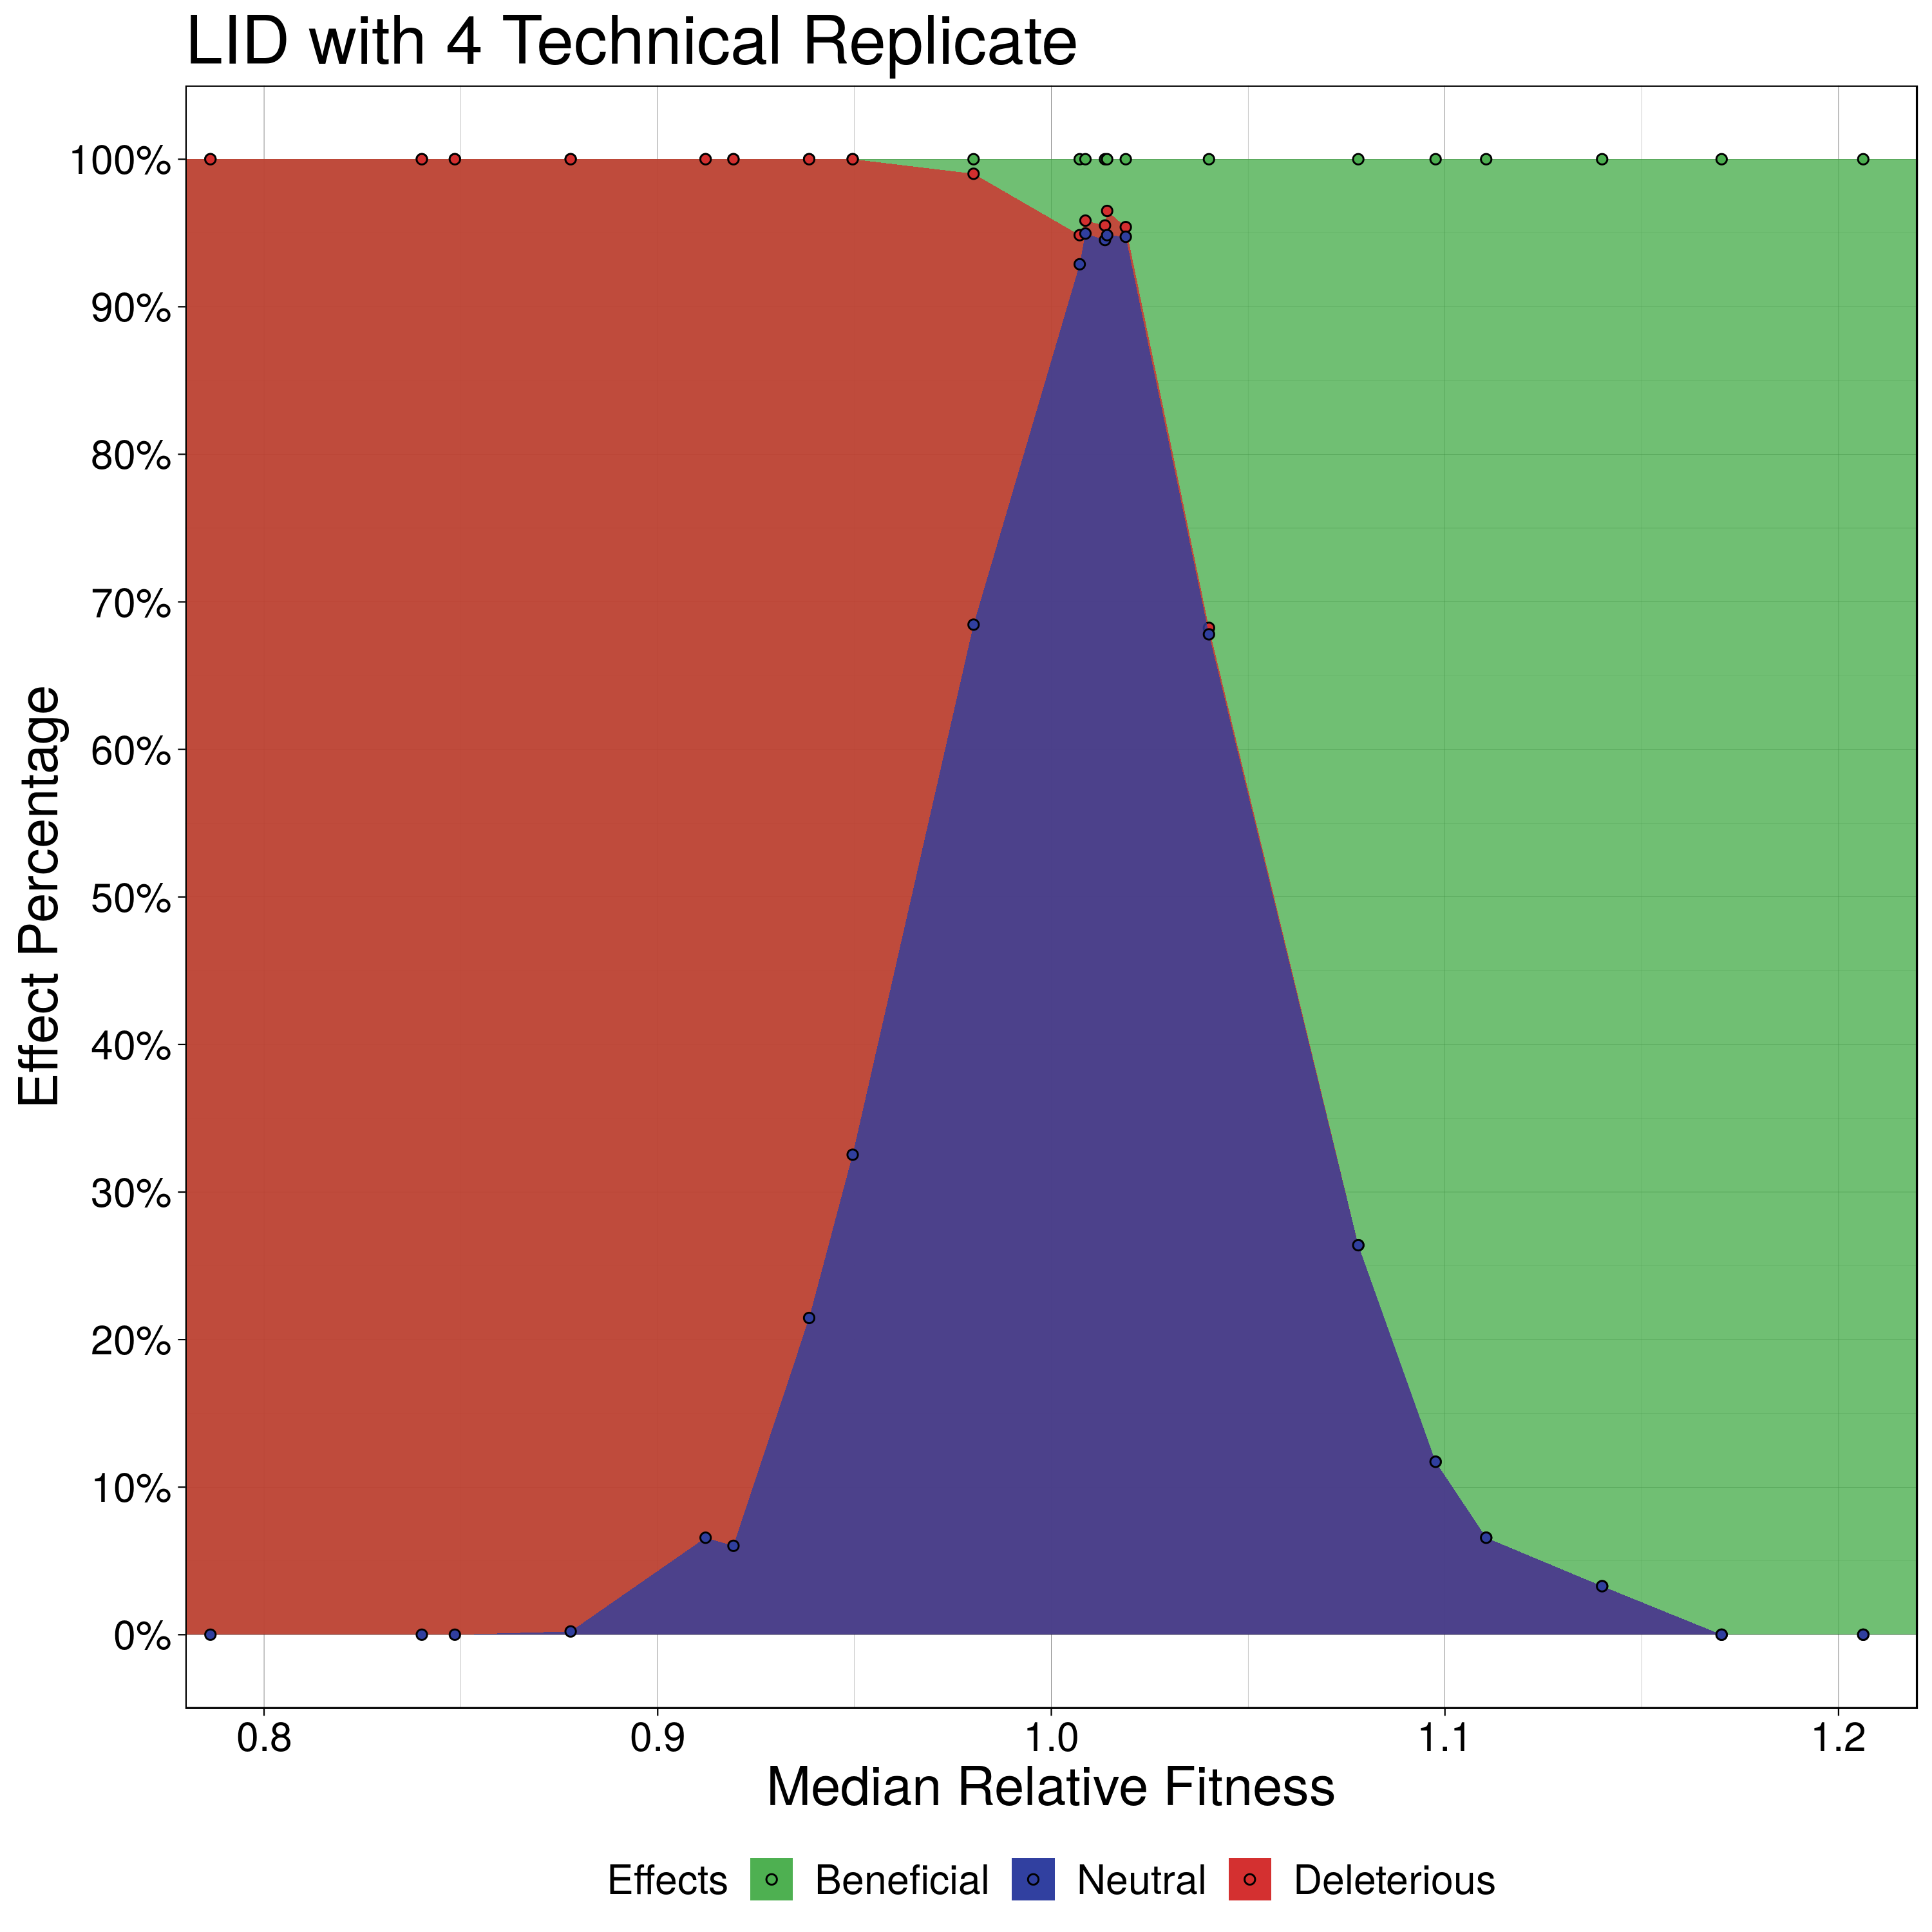 LID with 4 Technical Replicate
100%
90%
80%
70%
60%
50%
40%
30%
20%
10%
0%
Effect Percentage
0.8 0.9 1.0 1.1 1.2
Median Relative Fitness
Effects Beneficial Neutral Deleterious